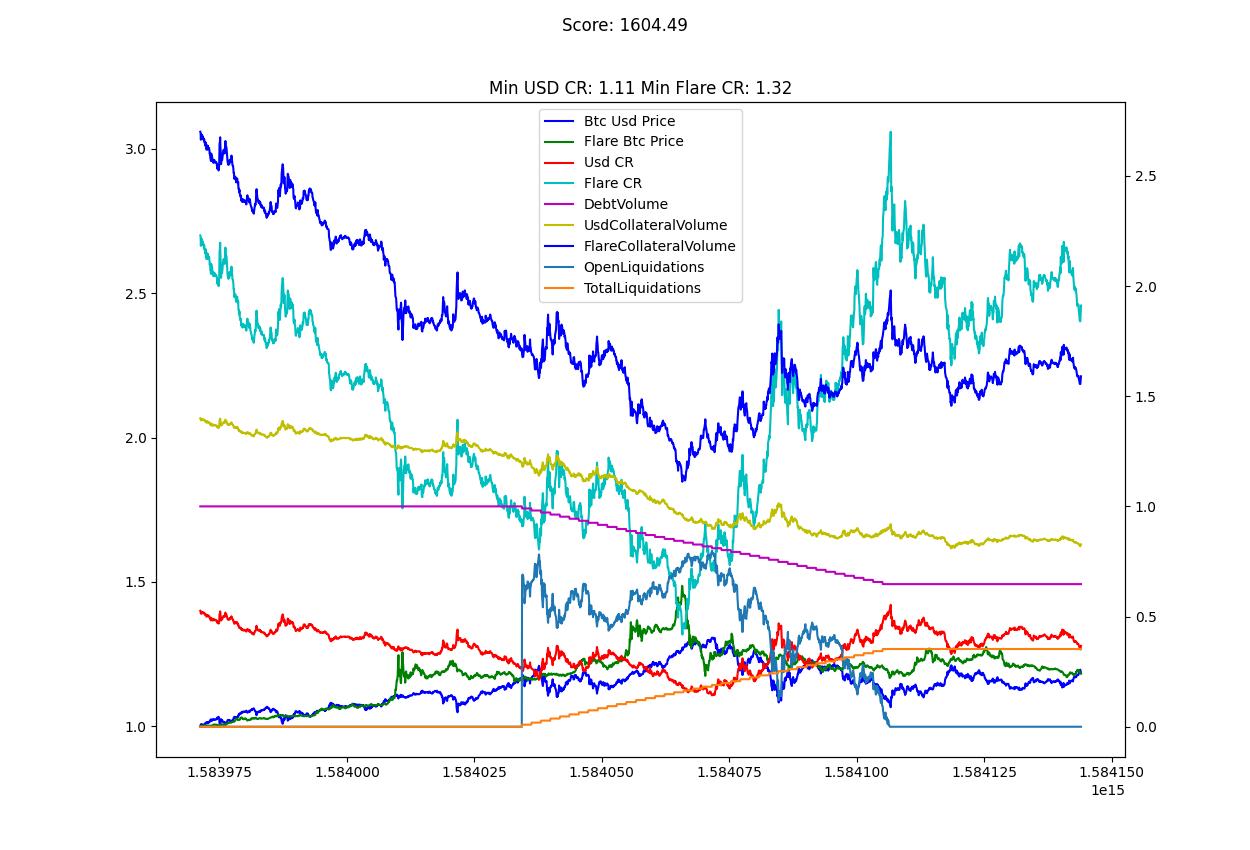 Score: 1604.49
Min USD CR: 1.11 Min Flare CR: 1.32
Btc Usd Price
Flare Btc Price
Usd CR
Flare CR
DebtVolume
UsdCollateralVolume
FlareCollateralVolume
OpenLiquidations
TotalLiquidations
3.0
2.5
2.0
1.5
1.0
2.5
2.0
1.5
1.0
0.5
0.0
1.583975 1.584000 1.584025 1.584050 1.584075 1.584100 1.584125 1.584150
1e15